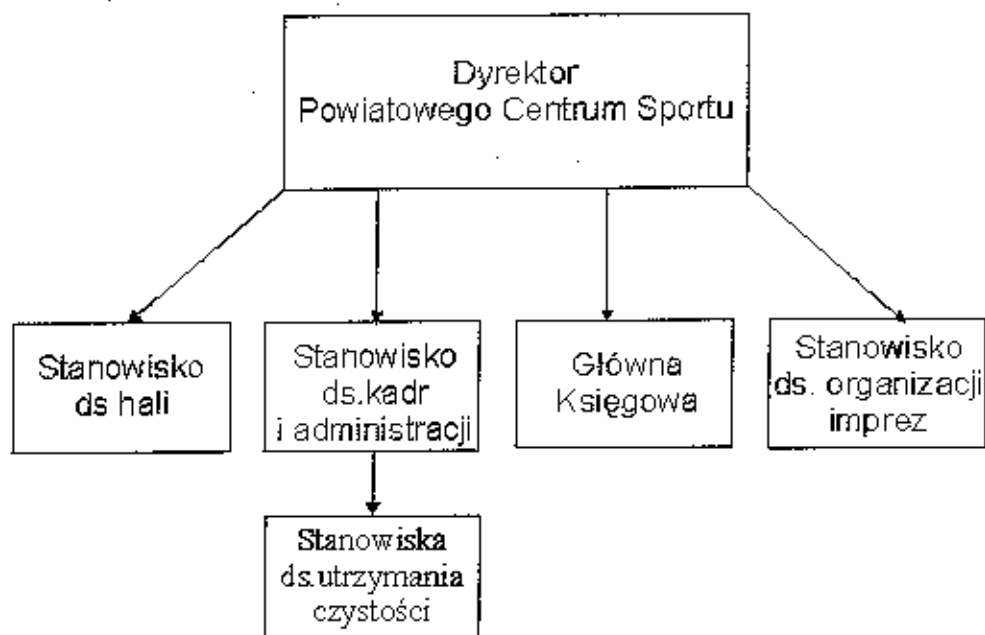 Dyrektor
Powiatowego Centrum Sportu
Stanowisko
ds hali
Stanowisko
ds.kadr
i administracji
Główna
Księgowa
Stanowisko
ds. organizacji
imprez
Stanowiska
ds.utrzymania
czystości